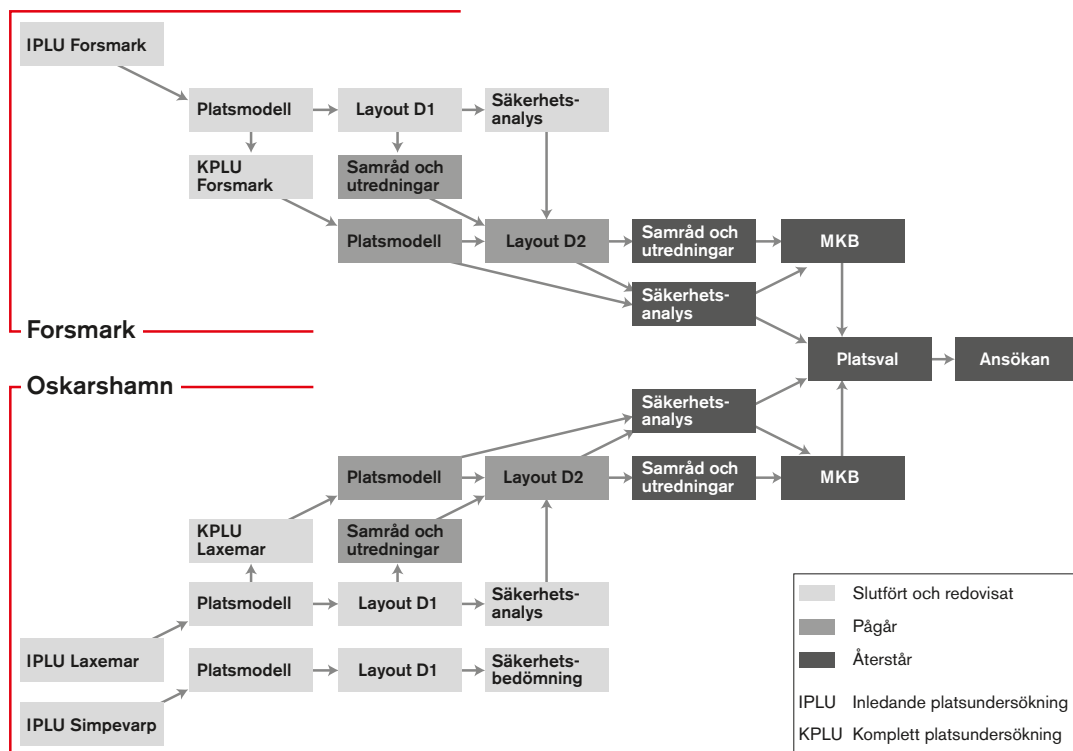 IPLU Forsmark
Platsmodell
Layout D1
Säkerhets-
analys
KPLU
Forsmark
Samråd och
utredningar
Platsmodell
Layout D2
Samråd och
utredningar
MKB
Säkerhets-
analys
Forsmark
Platsval
Ansökan
Oskarshamn
Säkerhets-
analys
Platsmodell
Layout D2
Samråd och
utredningar
MKB
KPLU
Laxemar
Samråd och
utredningar
Platsmodell
Layout D1
Säkerhets-
analys
IPLU Laxemar
Platsmodell
Layout D1
Säkerhets-
bedömning
IPLU Simpevarp
Slutfört och redovisat
Pågår
Återstår
IPLU Inledande platsundersökning
KPLU Komplett platsundersökning